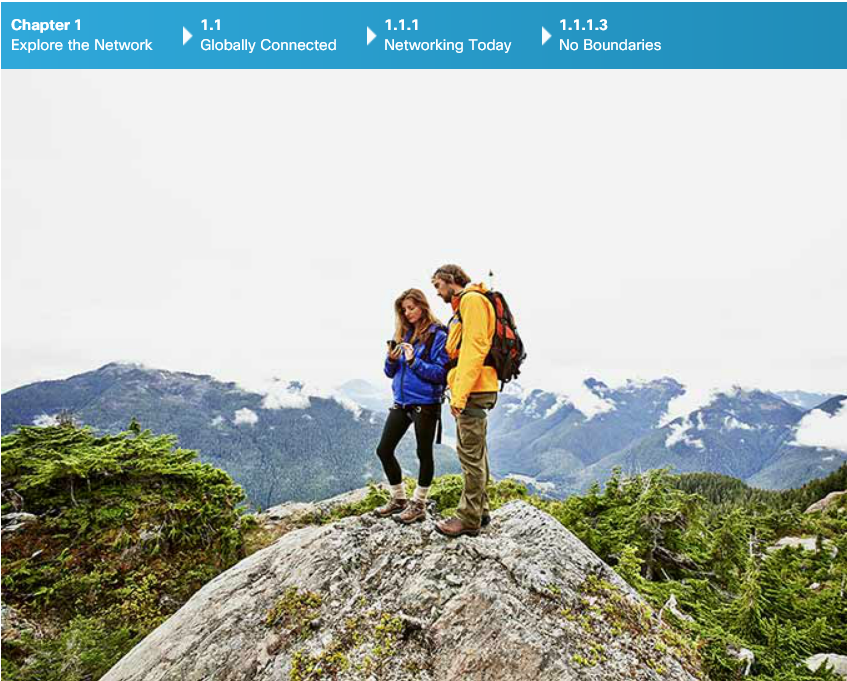 Chapter 1
Explore the Network
1.1
Globally Connected
1.1.1
Networking Today
1.1.1.3
No Boundaries